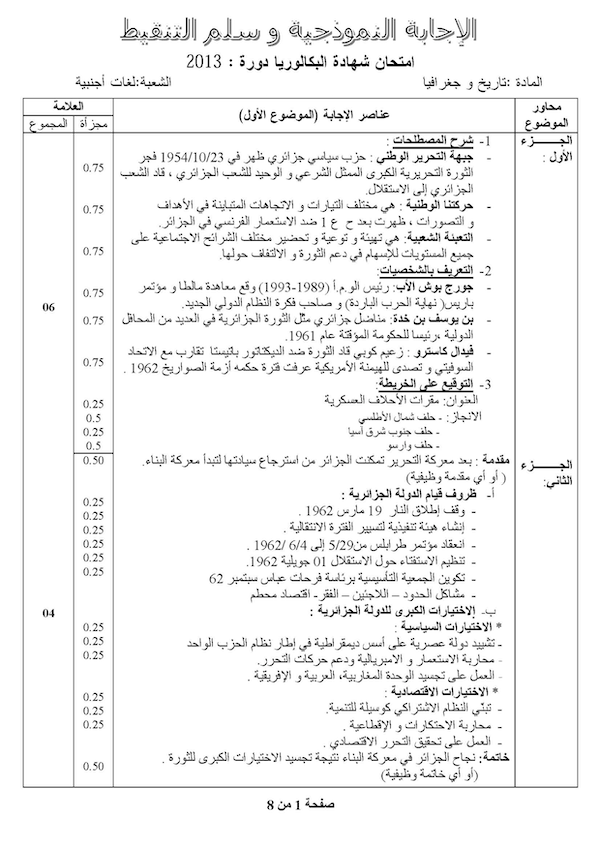 الإجابة النموذجية و سلم التنقيط
امتحان شهادة البكالوريا دورة : 2013
المادة :تاريخ و جغرافيا الشعبة:لغات أجنبية
محاور الموضوع
عناصر الإجابة (الموضوع الأول)
العلامة
مجزأة المجموع
الجـــــزء
الأول :
1- شرح المصطلحات :
- جبهة التحرير الوطني : حزب سياسي جزائري ظهر في 1954/10/23 فجر
الثورة التحريرية الكبرى الممثل الشرعي و الوحيد للشعب الجزائري ، قاد الشعب
الجزائري إلى الاستقلال.
0.75
- حركتنا الوطنية : هي مختلف التيارات و الاتجاهات المتباينة في الأهداف
و التصورات ، ظهرت بعد ح ع 1 ضد الاستعمار الفرنسي في الجزائر.
0.75
- التعبئة الشعبية: هي تهيئة و توعية و تحضير مختلف الشرائح الاجتماعية على
جميع المستويات للإسهام في دعم الثورة و الالتفاف حولها.
0.75
2- التعريف بالشخصيات:
- جورج بوش الأب: رئيس الو.م.أ (1989-1993) وقع معاهدة مالطا و مؤتمر
باريس( نهاية الحرب الباردة) و صاحب فكرة النظام الدولي الجديد.
0.75
- بن يوسف بن خدة: مناضل جزائري مثل الثورة الجزائرية في العديد من المحافل
الدولية ،رئيسا للحكومة المؤقتة عام 1961.
0.75
- فيدال كاسترو : زعيم كوبي قاد الثورة ضد الديكتاتور باتيستا تقارب مع الاتحاد
السوفيتي و تصدى للهيمنة الأمريكية عرفت فترة حكمه أزمة الصواريخ 1962 .
0.75
06
3- التوقيع على الخريطة:
العنوان: مقرات الأحلاف العسكرية
0.25
الانجاز: - حلف شمال الأطلسي
0.5
- حلف جنوب شرق آسيا
0.25
- حلف وارسو
0.5
الجـــــزء
الثاني:
مقدمة : بعد معركة التحرير تمكنت الجزائر من استرجاع سيادتها لتبدأ معركة البناء.
( أو أي مقدمة وظيفية)
0.50
أ- ظروف قيام الدولة الجزائرية :
- وقف إطلاق النار 19 مارس 1962 .
0.25
- إنشاء هيئة تنفيذية لتسيير الفترة الانتقالية .
0.25
- انعقاد مؤتمر طرابلس من5/29 إلى 6/4 /1962 .
0.25
- تنظيم الاستفتاء حول الاستقلال 01 جويلية 1962.
0.25
- تكوين الجمعية التأسيسية برئاسة فرحات عباس سبتمبر 62
0.25
- مشاكل الحدود – اللاجئين – الفقر- اقتصاد محطم
0.25
04
ب- الاختيارات الكبرى للدولة الجزائرية :
* الاختيارات السياسية :
0.25
- تشييد دولة عصرية على أسس ديمقراطية في إطار نظام الحزب الواحد
0.25
- محاربة الاستعمار و الامبريالية ودعم حركات التحرر.
0.25
- العمل على تجسيد الوحدة المغاربية، العربية و الإفريقية .
* الاختيارات الاقتصادية :
0.25
- تبنّي النظام الاشتراكي كوسيلة للتنمية.
0.25
- محاربة الاحتكارات و الإقطاعية .
0.25
- العمل على تحقيق التحرر الاقتصادي .
خاتمة: نجاح الجزائر في معركة البناء نتيجة تجسيد الاختيارات الكبرى للثورة .
(أو أي خاتمة وظيفية)
0.50
صفحة 1 من 8